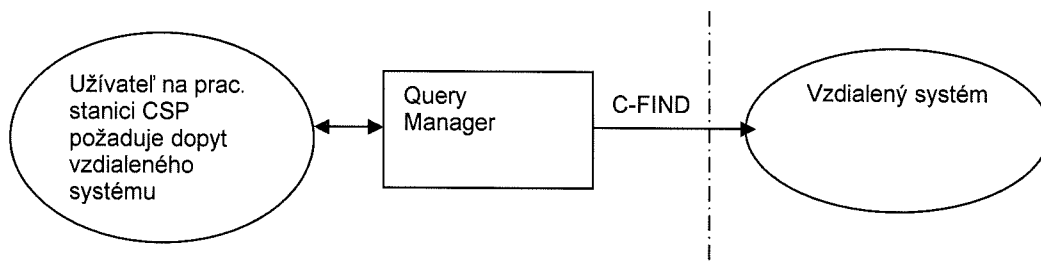 Užívateľ na prac.
stanici CSP
požaduje dopyt
vzdialeného
systému
Query
Manager
C-FIND
Vzdialený systém